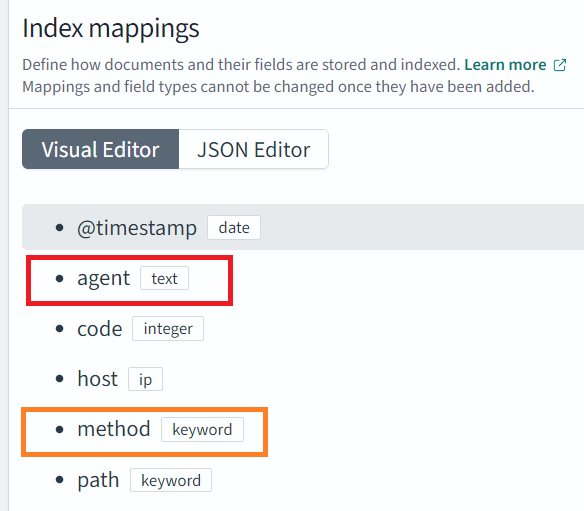 Index mappings
Define how documents and their fields are stored and indexed. Learn more
Mappings and field types cannot be changed once they have been added.
Visual Editor JSON Editor
@timestamp date
agent text
code integer
host ip
method keyword
path keyword